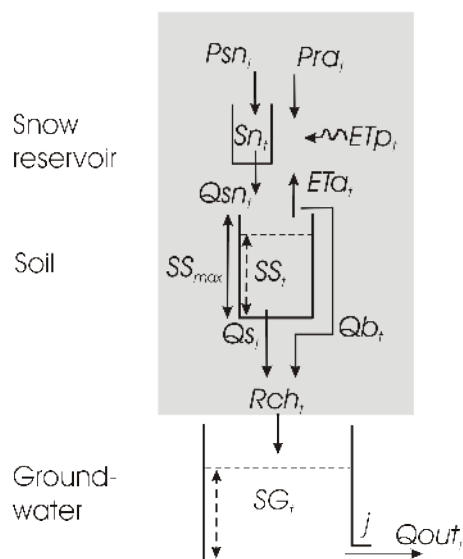 Psn_t Pra_t
Snow
reservoir
Sn_t
ETp_t
Qsn_t
ETa_t
Soil
SS_max
SS_t
Qs_t
Qb_t
Rch_t
Ground-
water
SG_t
j
Qout_t